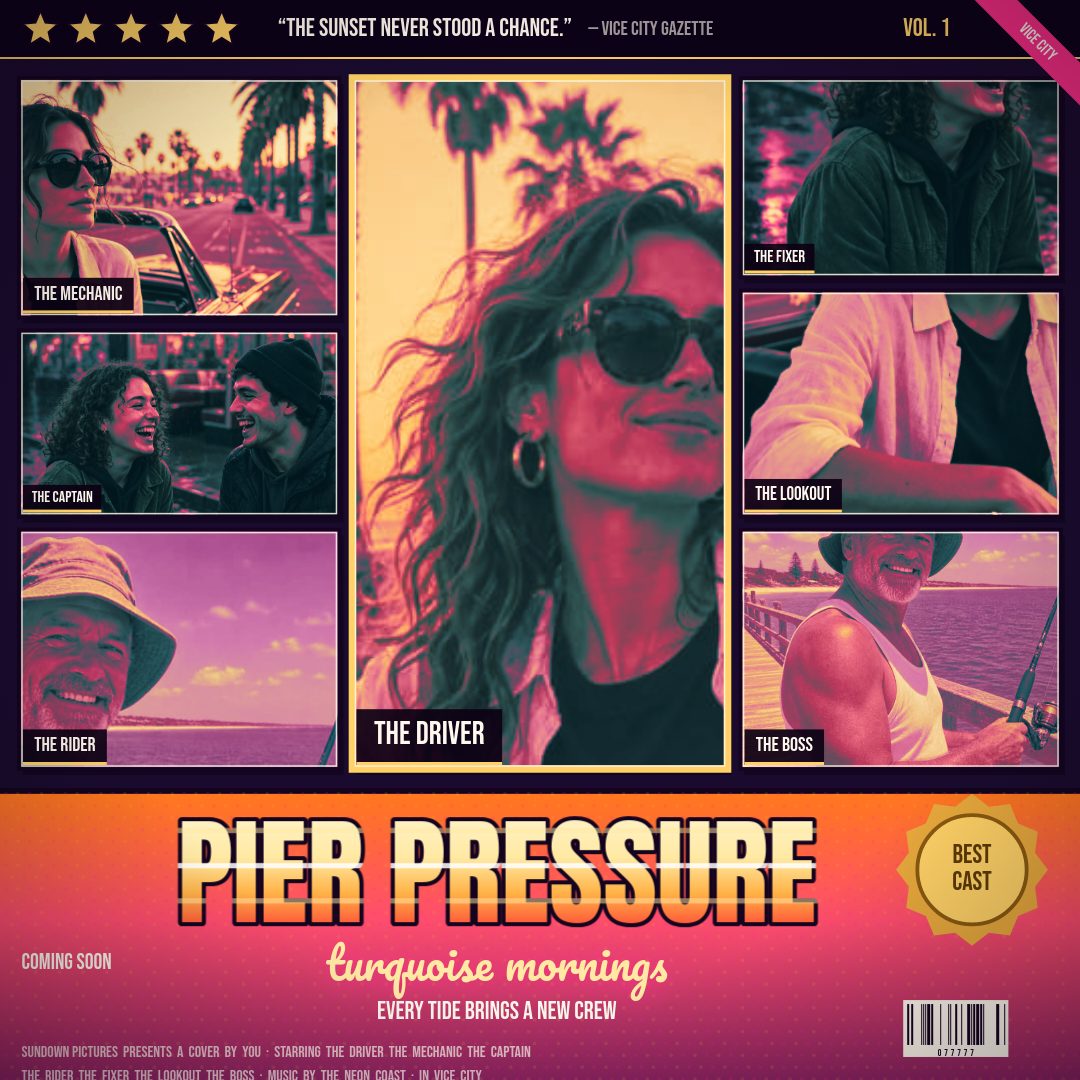 “THE SUNSET NEVER STOOD A CHANCE.” — VICE CITY GAZETTE
VOL. 1
VICE CITY
THE MECHANIC
THE FIXER
THE CAPTAIN
THE LOOKOUT
THE RIDER
THE DRIVER
THE BOSS
PIER PRESSURE
BEST
CAST
COMING SOON
turquoise mornings
EVERY TIDE BRINGS A NEW CREW
SUNDOWN PICTURES PRESENTS A COVER BY YOU · STARRING THE DRIVER THE MECHANIC THE CAPTAIN
THE RIDER THE FIXER THE LOOKOUT THE BOSS · MUSIC BY THE NEON COAST · IN VICE CITY
077777